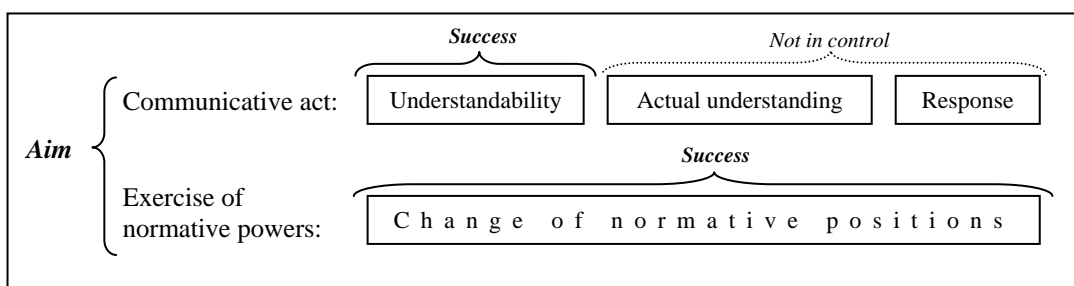 Success
Not in control
Communicative act:
Understandability
Actual understanding
Response
Aim
Success
Exercise of
normative powers:
Change of normative positions